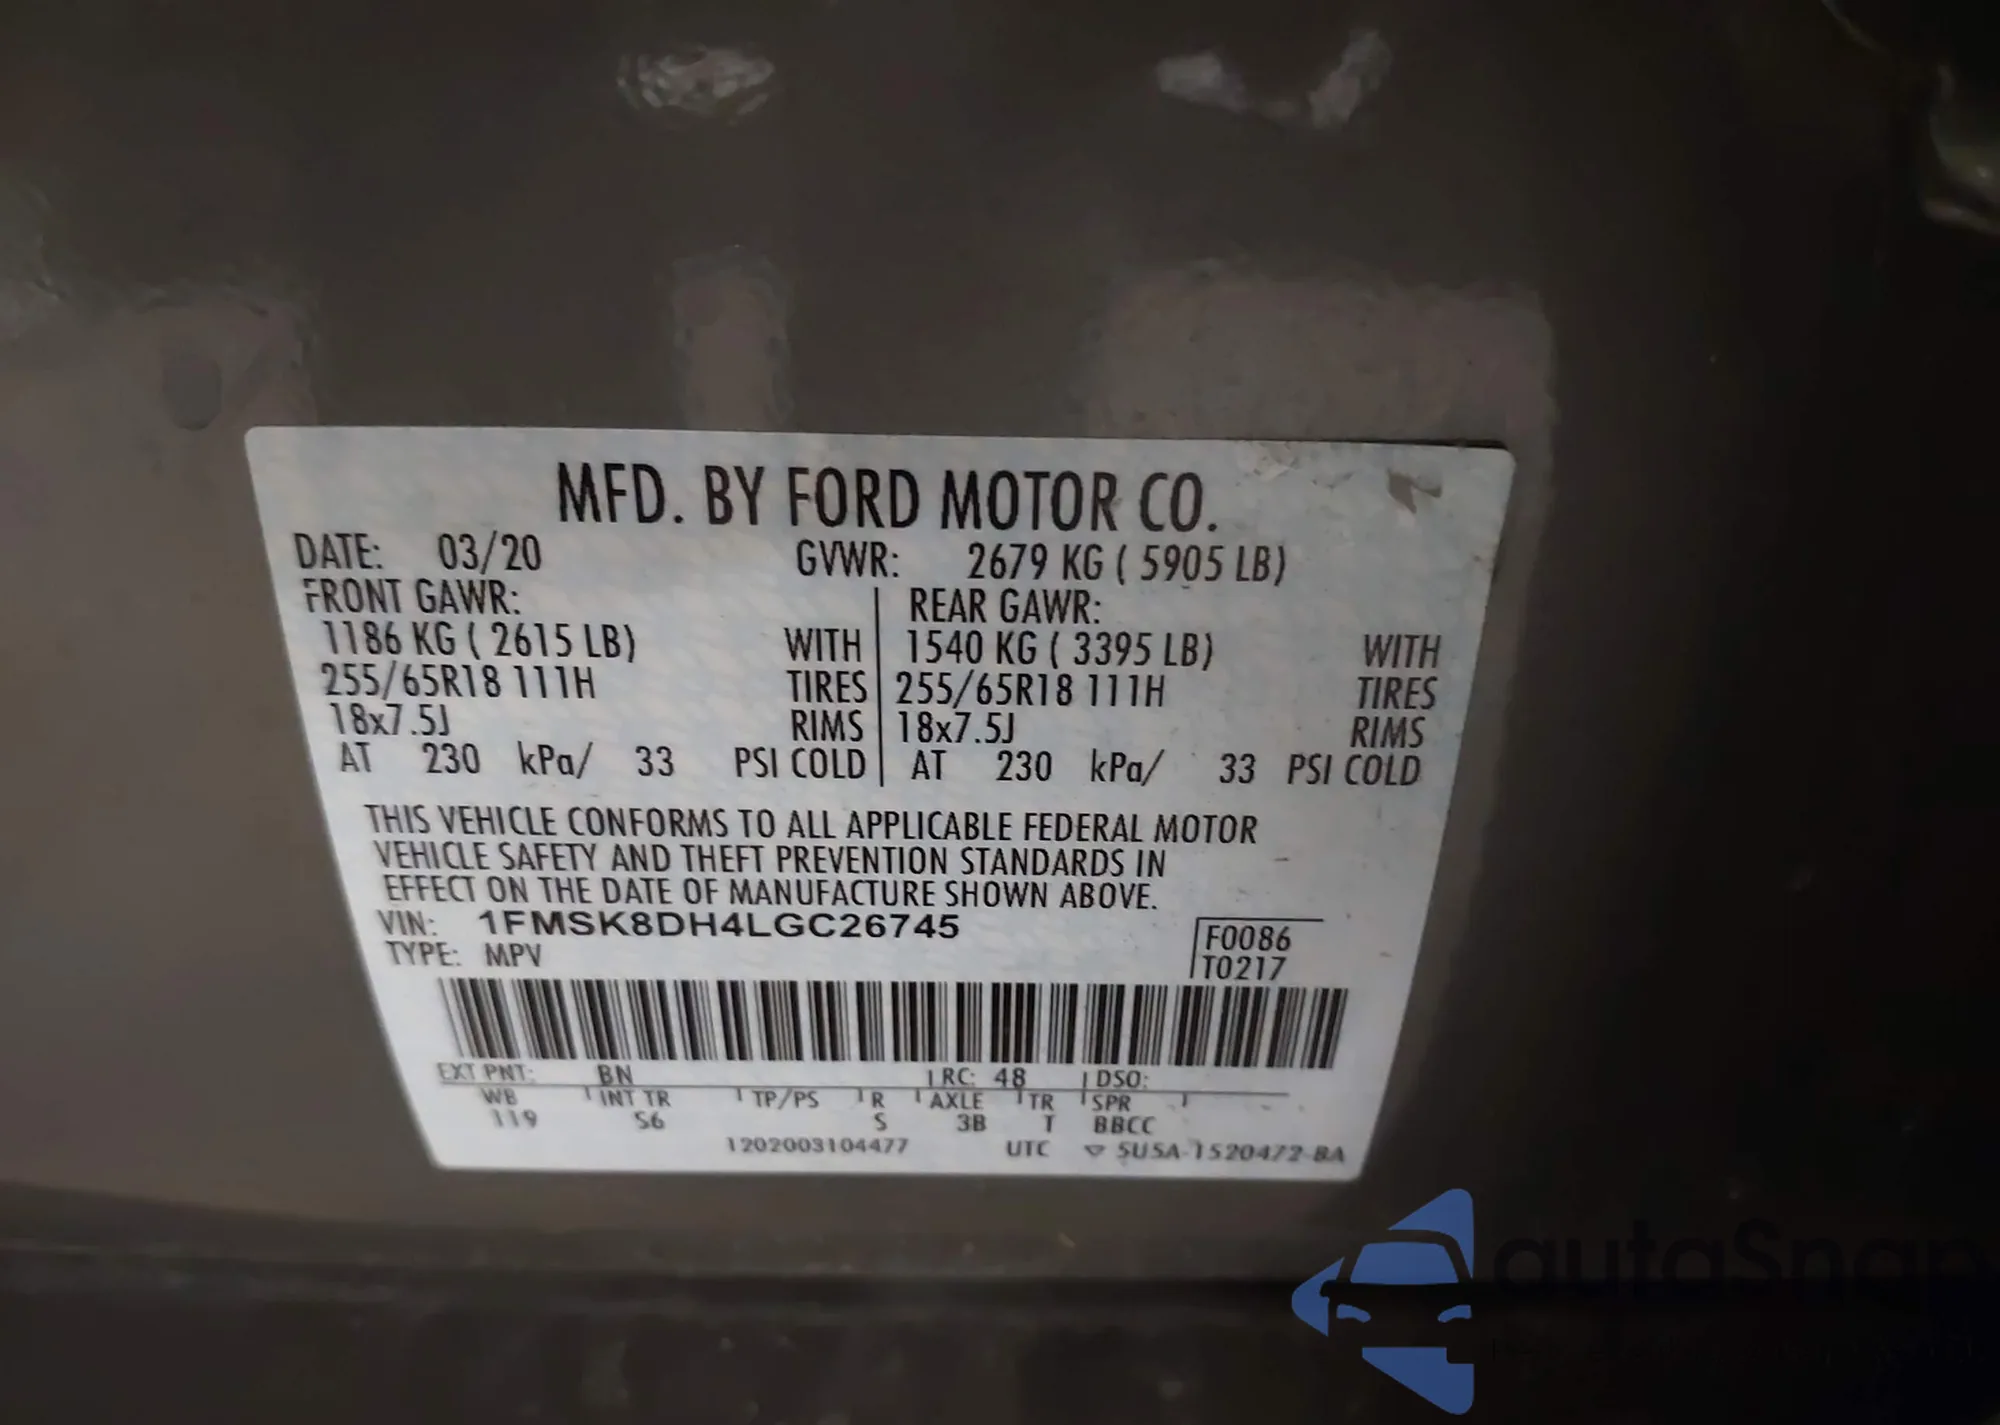 MFD. BY FORD MOTOR CO.
DATE: 03/20 GVWR: 2679 KG ( 5905 LB)
FRONT GAWR: REAR GAWR:
1186 KG ( 2615 LB) WITH 1540 KG ( 3395 LB) WITH
255/65R18 111H TIRES 255/65R18 111H TIRES
18x7.5J RIMS 18x7.5J RIMS
AT 230 kPa/ 33 PSI COLD AT 230 kPa/ 33 PSI COLD
THIS VEHICLE CONFORMS TO ALL APPLICABLE FEDERAL MOTOR
VEHICLE SAFETY AND THEFT PREVENTION STANDARDS IN
EFFECT ON THE DATE OF MANUFACTURE SHOWN ABOVE.
VIN: 1FMSK8DH4LGC26745
F0086
TYPE: MPV
T0217
EXT PNT: BN RC: 48 DSO:
WB INT TR TP/PS R AXLE TR SPR
119 S6 S 3B T BBCC
1202003104477 UTC SU5A-1520472-BA
autaSnap